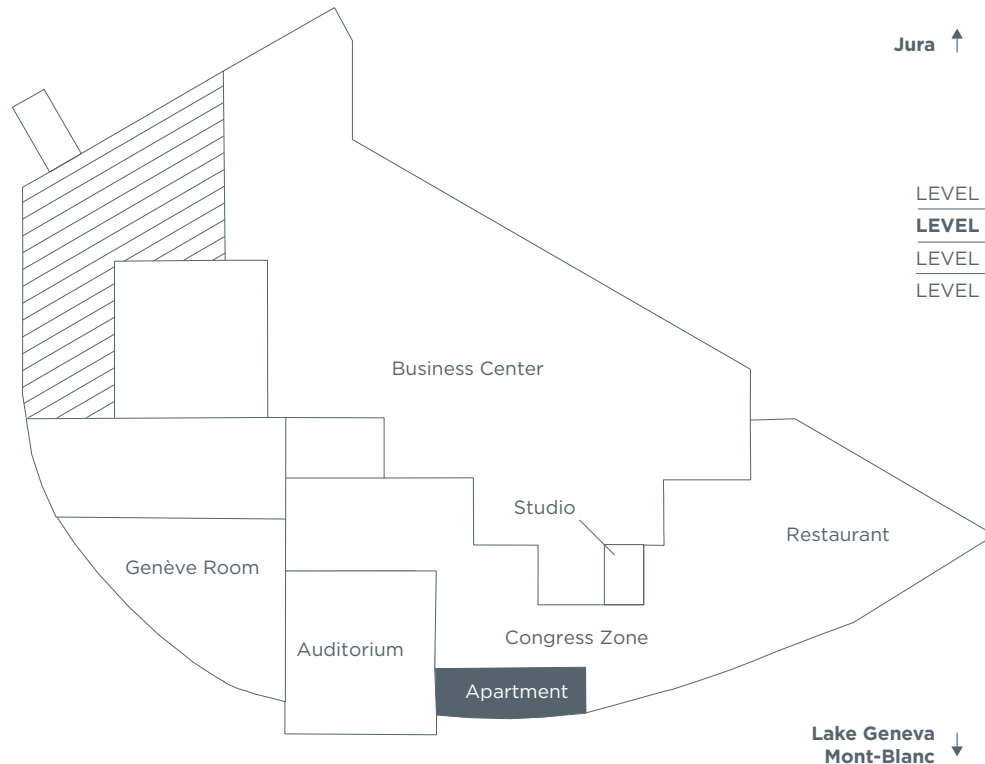 Jura
LEVEL
LEVEL
LEVEL
LEVEL
Business Center
Studio
Restaurant
Genève Room
Congress Zone
Auditorium
Apartment
Lake Geneva
Mont-Blanc